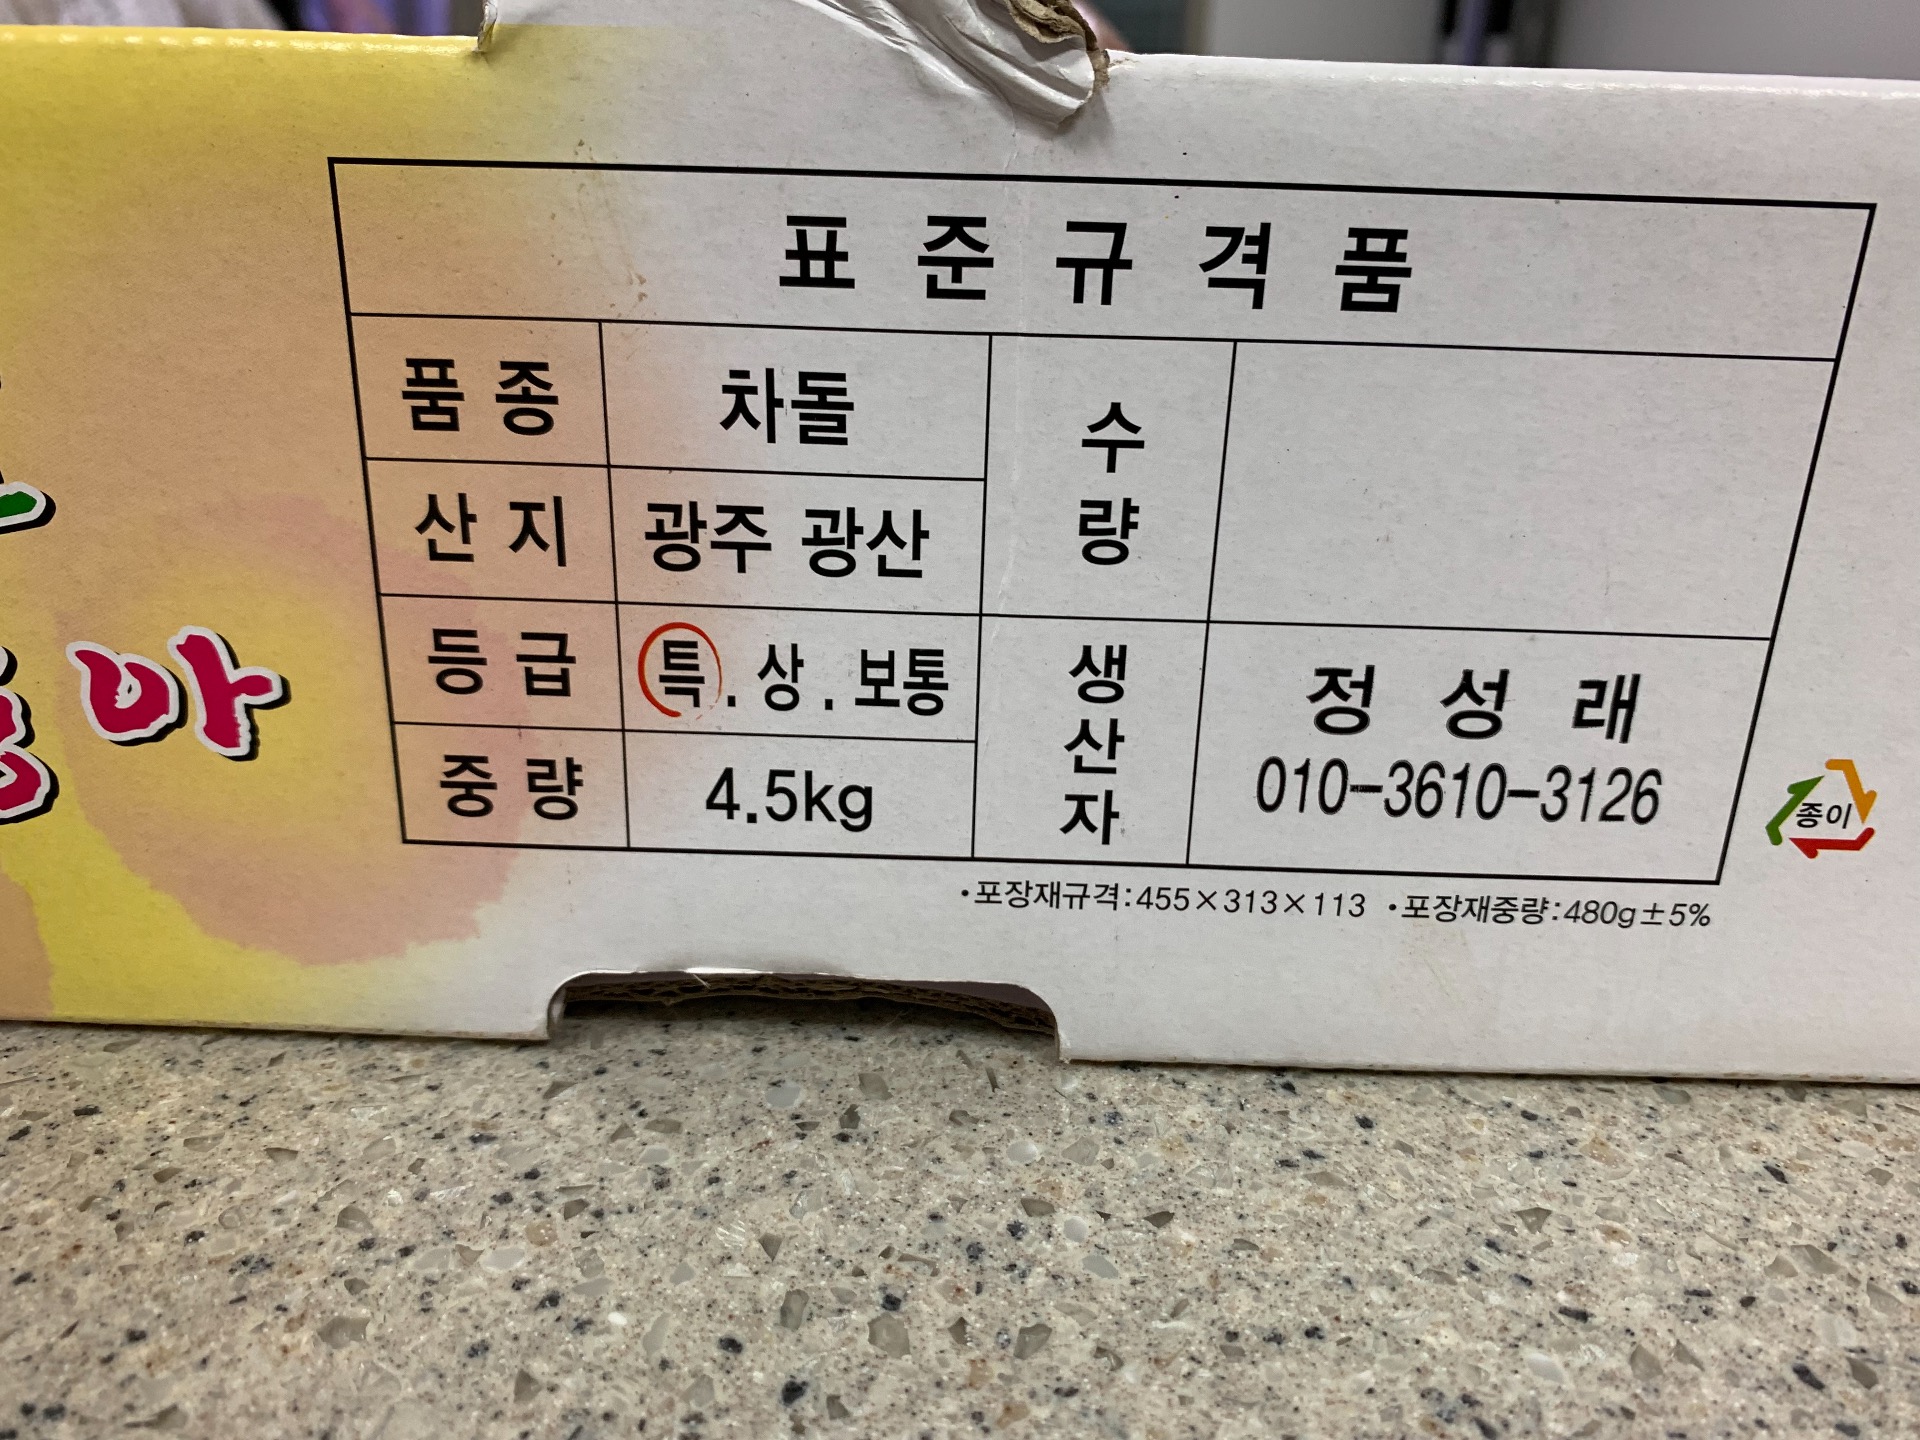 표준규격품
품종 차돌
산지 광주 광산
등급 특 . 상 . 보통
중량 4.5kg
수량
생산자 정성래
010-3610-3126
•포장재규격:455×313×113 •포장재중량:480g±5%
종이
마